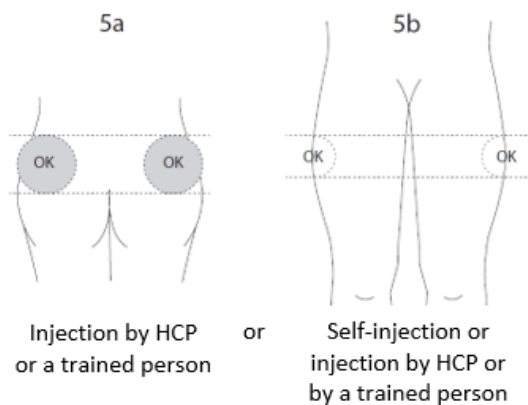 5a
5b
OK
OK
OK
OK
Injection by HCP
or a trained person
or
Self-injection or
injection by HCP or
by a trained person